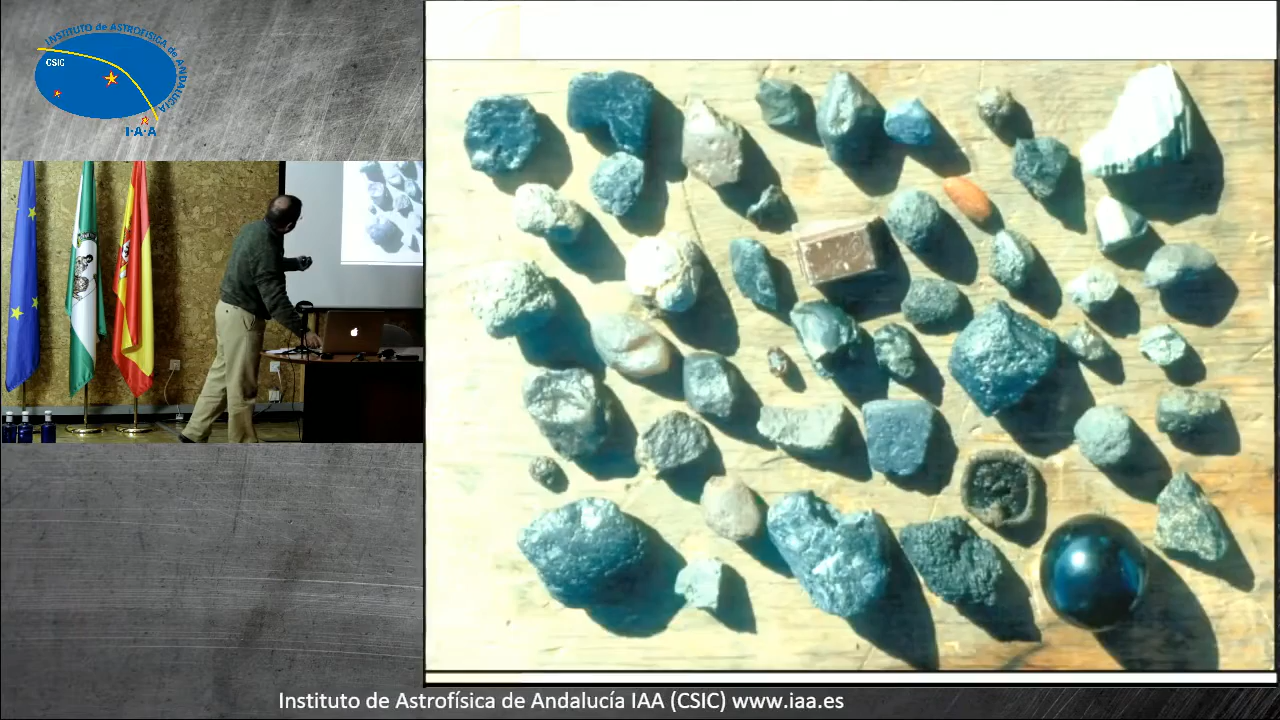 INSTITUTO de ASTROFÍSICA de ANDALUCÍA
CSIC
I·A·A
Instituto de Astrofísica de Andalucía IAA (CSIC) www.iaa.es